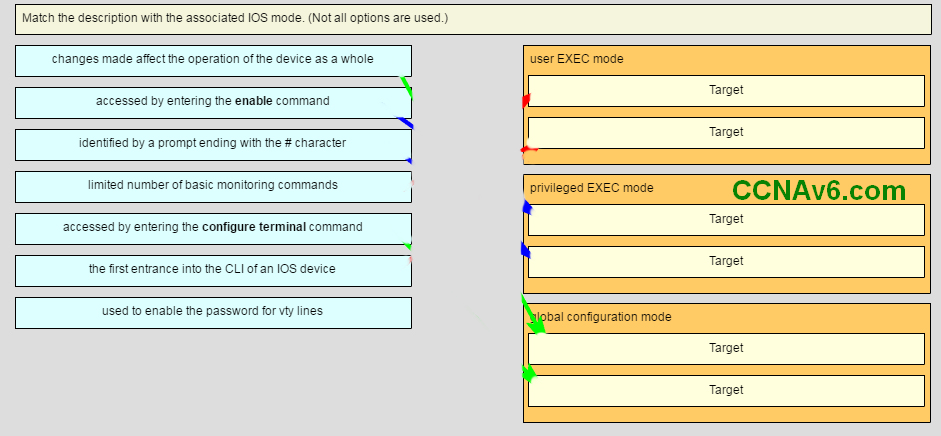 Match the description with the associated IOS mode. (Not all options are used.)
changes made affect the operation of the device as a whole
accessed by entering the enable command
identified by a prompt ending with the # character
limited number of basic monitoring commands
accessed by entering the configure terminal command
the first entrance into the CLI of an IOS device
used to enable the password for vty lines
user EXEC mode
Target
Target
privileged EXEC mode
CCNAv6.com
Target
Target
global configuration mode
Target
Target